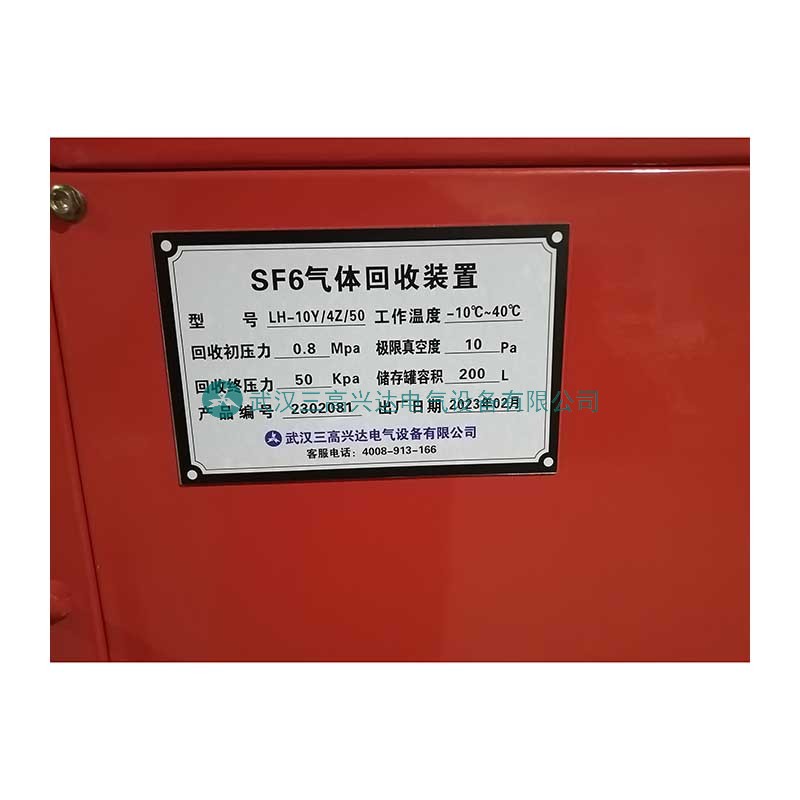 SF6气体回收装置
型 号 LH-10Y/4Z/50 工作温度 -10℃~40℃
回收初压力 0.8 Mpa 极限真空度 10 Pa
回收终压力 50 Kpa 储存罐容积 200 L
武汉三高兴达电气设备有限公司
产品编号 2302081 出厂日期 2023年02月
武汉三高兴达电气设备有限公司
客服电话：4008-913-166